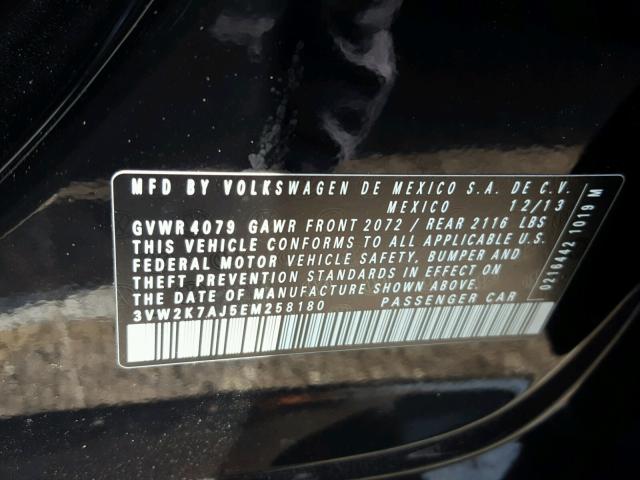 MFD BY VOLKSWAGEN DE MEXICO S.A. DE C.V.
MEXICO 12/13
GVWR 4079 GAWR FRONT 2072 / REAR 2116 LBS
THIS VEHICLE CONFORMS TO ALL APPLICABLE U.S.
FEDERAL MOTOR VEHICLE SAFETY, BUMPER AND
THEFT PREVENTION STANDARDS IN EFFECT ON
THE DATE OF MANUFACTURE SHOWN ABOVE.
3VW2K7AJ5EM258180 PASSENGER CAR
0216442 1019 M